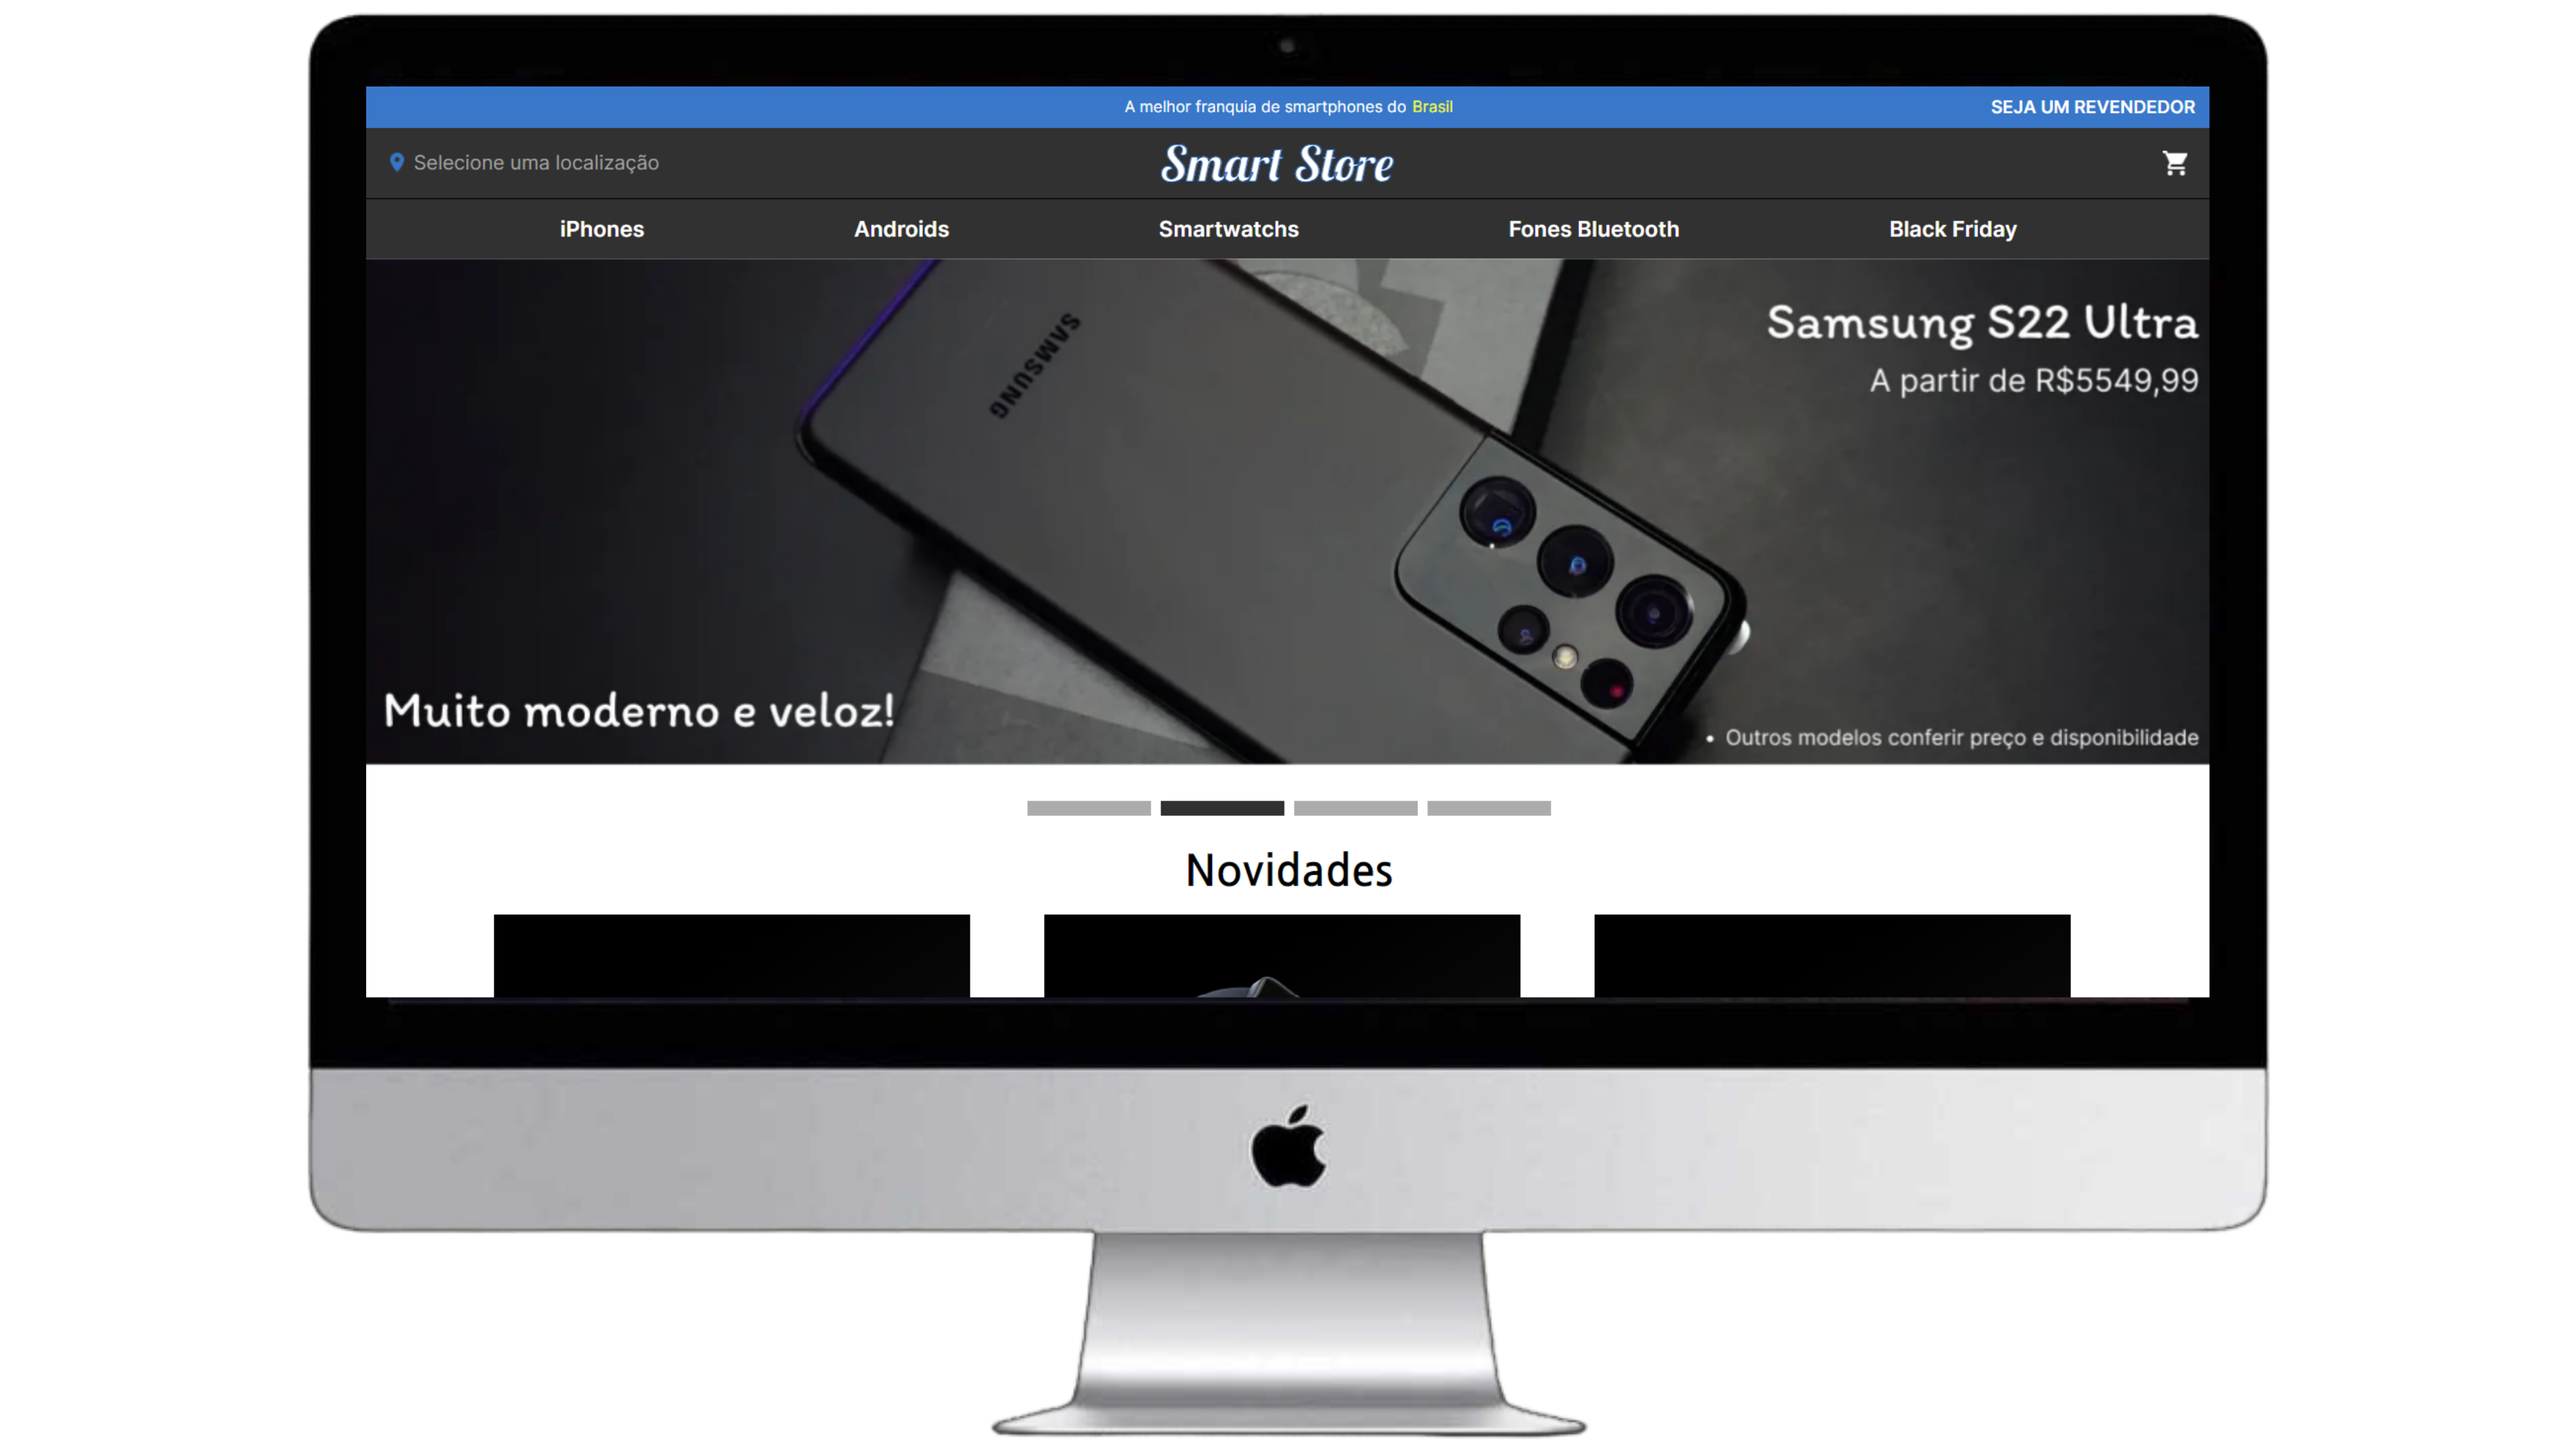 A melhor franquia de smartphones do Brasil
SEJA UM REVENDEDOR
Selecione uma localização
Smart Store
iPhones
Androids
Smartwatchs
Fones Bluetooth
Black Friday
SAMSUNG
Samsung S22 Ultra
A partir de R$5549,99
Muito moderno e veloz!
• Outros modelos conferir preço e disponibilidade
Novidades